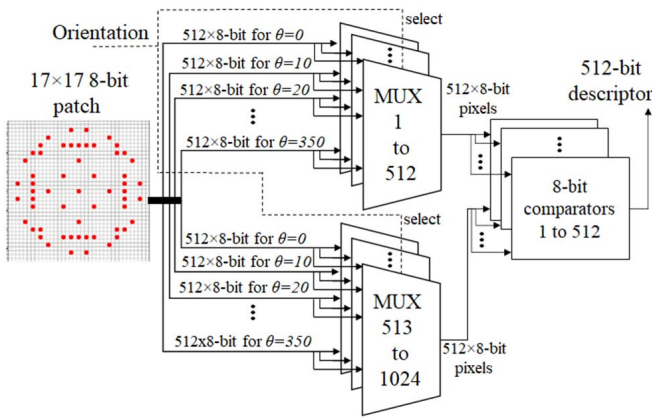 Orientation
select
17×17 8-bit
patch
512×8-bit for θ=0
512×8-bit for θ=10
512×8-bit for θ=20
512×8-bit for θ=350
MUX
1
to
512
512×8-bit
pixels
512-bit
descriptor
8-bit
comparators
1 to 512
select
512×8-bit for θ=0
512×8-bit for θ=10
512×8-bit for θ=20
512x8-bit for θ=350
MUX
513
to
1024
512×8-bit
pixels